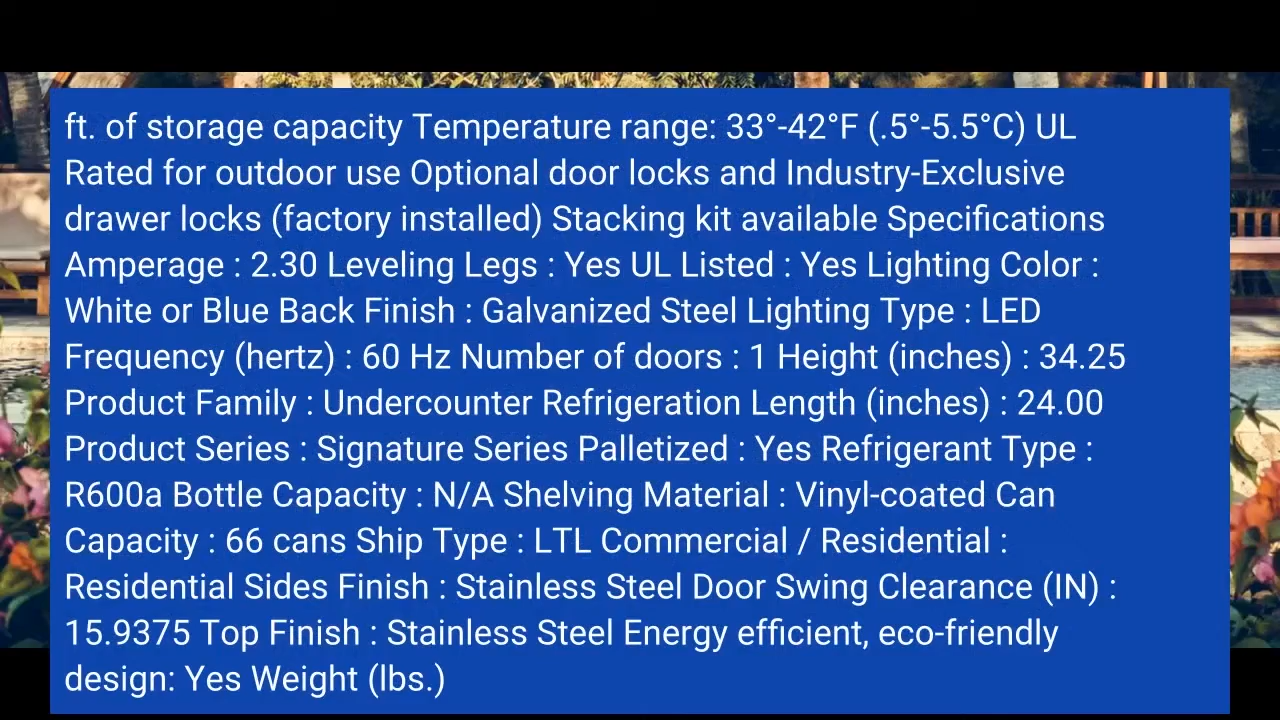 ft. of storage capacity Temperature range: 33°-42°F (.5°-5.5°C) UL
Rated for outdoor use Optional door locks and Industry-Exclusive
drawer locks (factory installed) Stacking kit available Specifications
Amperage : 2.30 Leveling Legs : Yes UL Listed : Yes Lighting Color :
White or Blue Back Finish : Galvanized Steel Lighting Type : LED
Frequency (hertz) : 60 Hz Number of doors : 1 Height (inches) : 34.25
Product Family : Undercounter Refrigeration Length (inches) : 24.00
Product Series : Signature Series Palletized : Yes Refrigerant Type :
R600a Bottle Capacity : N/A Shelving Material : Vinyl-coated Can
Capacity : 66 cans Ship Type : LTL Commercial / Residential :
Residential Sides Finish : Stainless Steel Door Swing Clearance (IN) :
15.9375 Top Finish : Stainless Steel Energy efficient, eco-friendly
design: Yes Weight (lbs.)